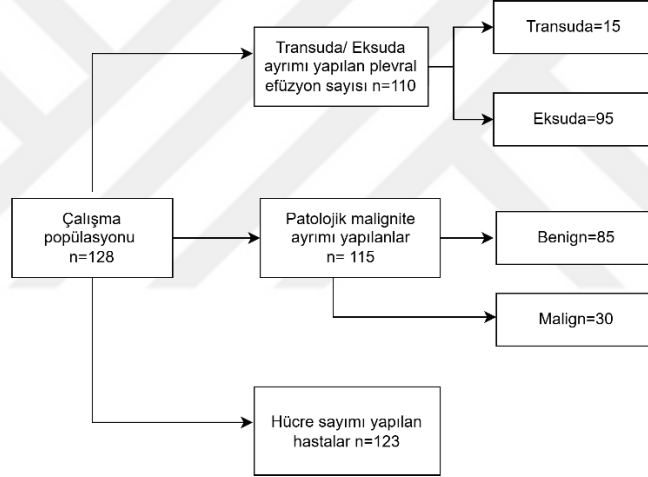 Transuda/ Eksuda
ayrımı yapılan plevral
efüzyon sayısı n=110
Transuda=15
Eksuda=95
Çalışma
popülasyonu
n=128
Patolojik malignite
ayrımı yapılanlar
n= 115
Benign=85
Malign=30
Hücre sayımı yapılan
hastalar n=123